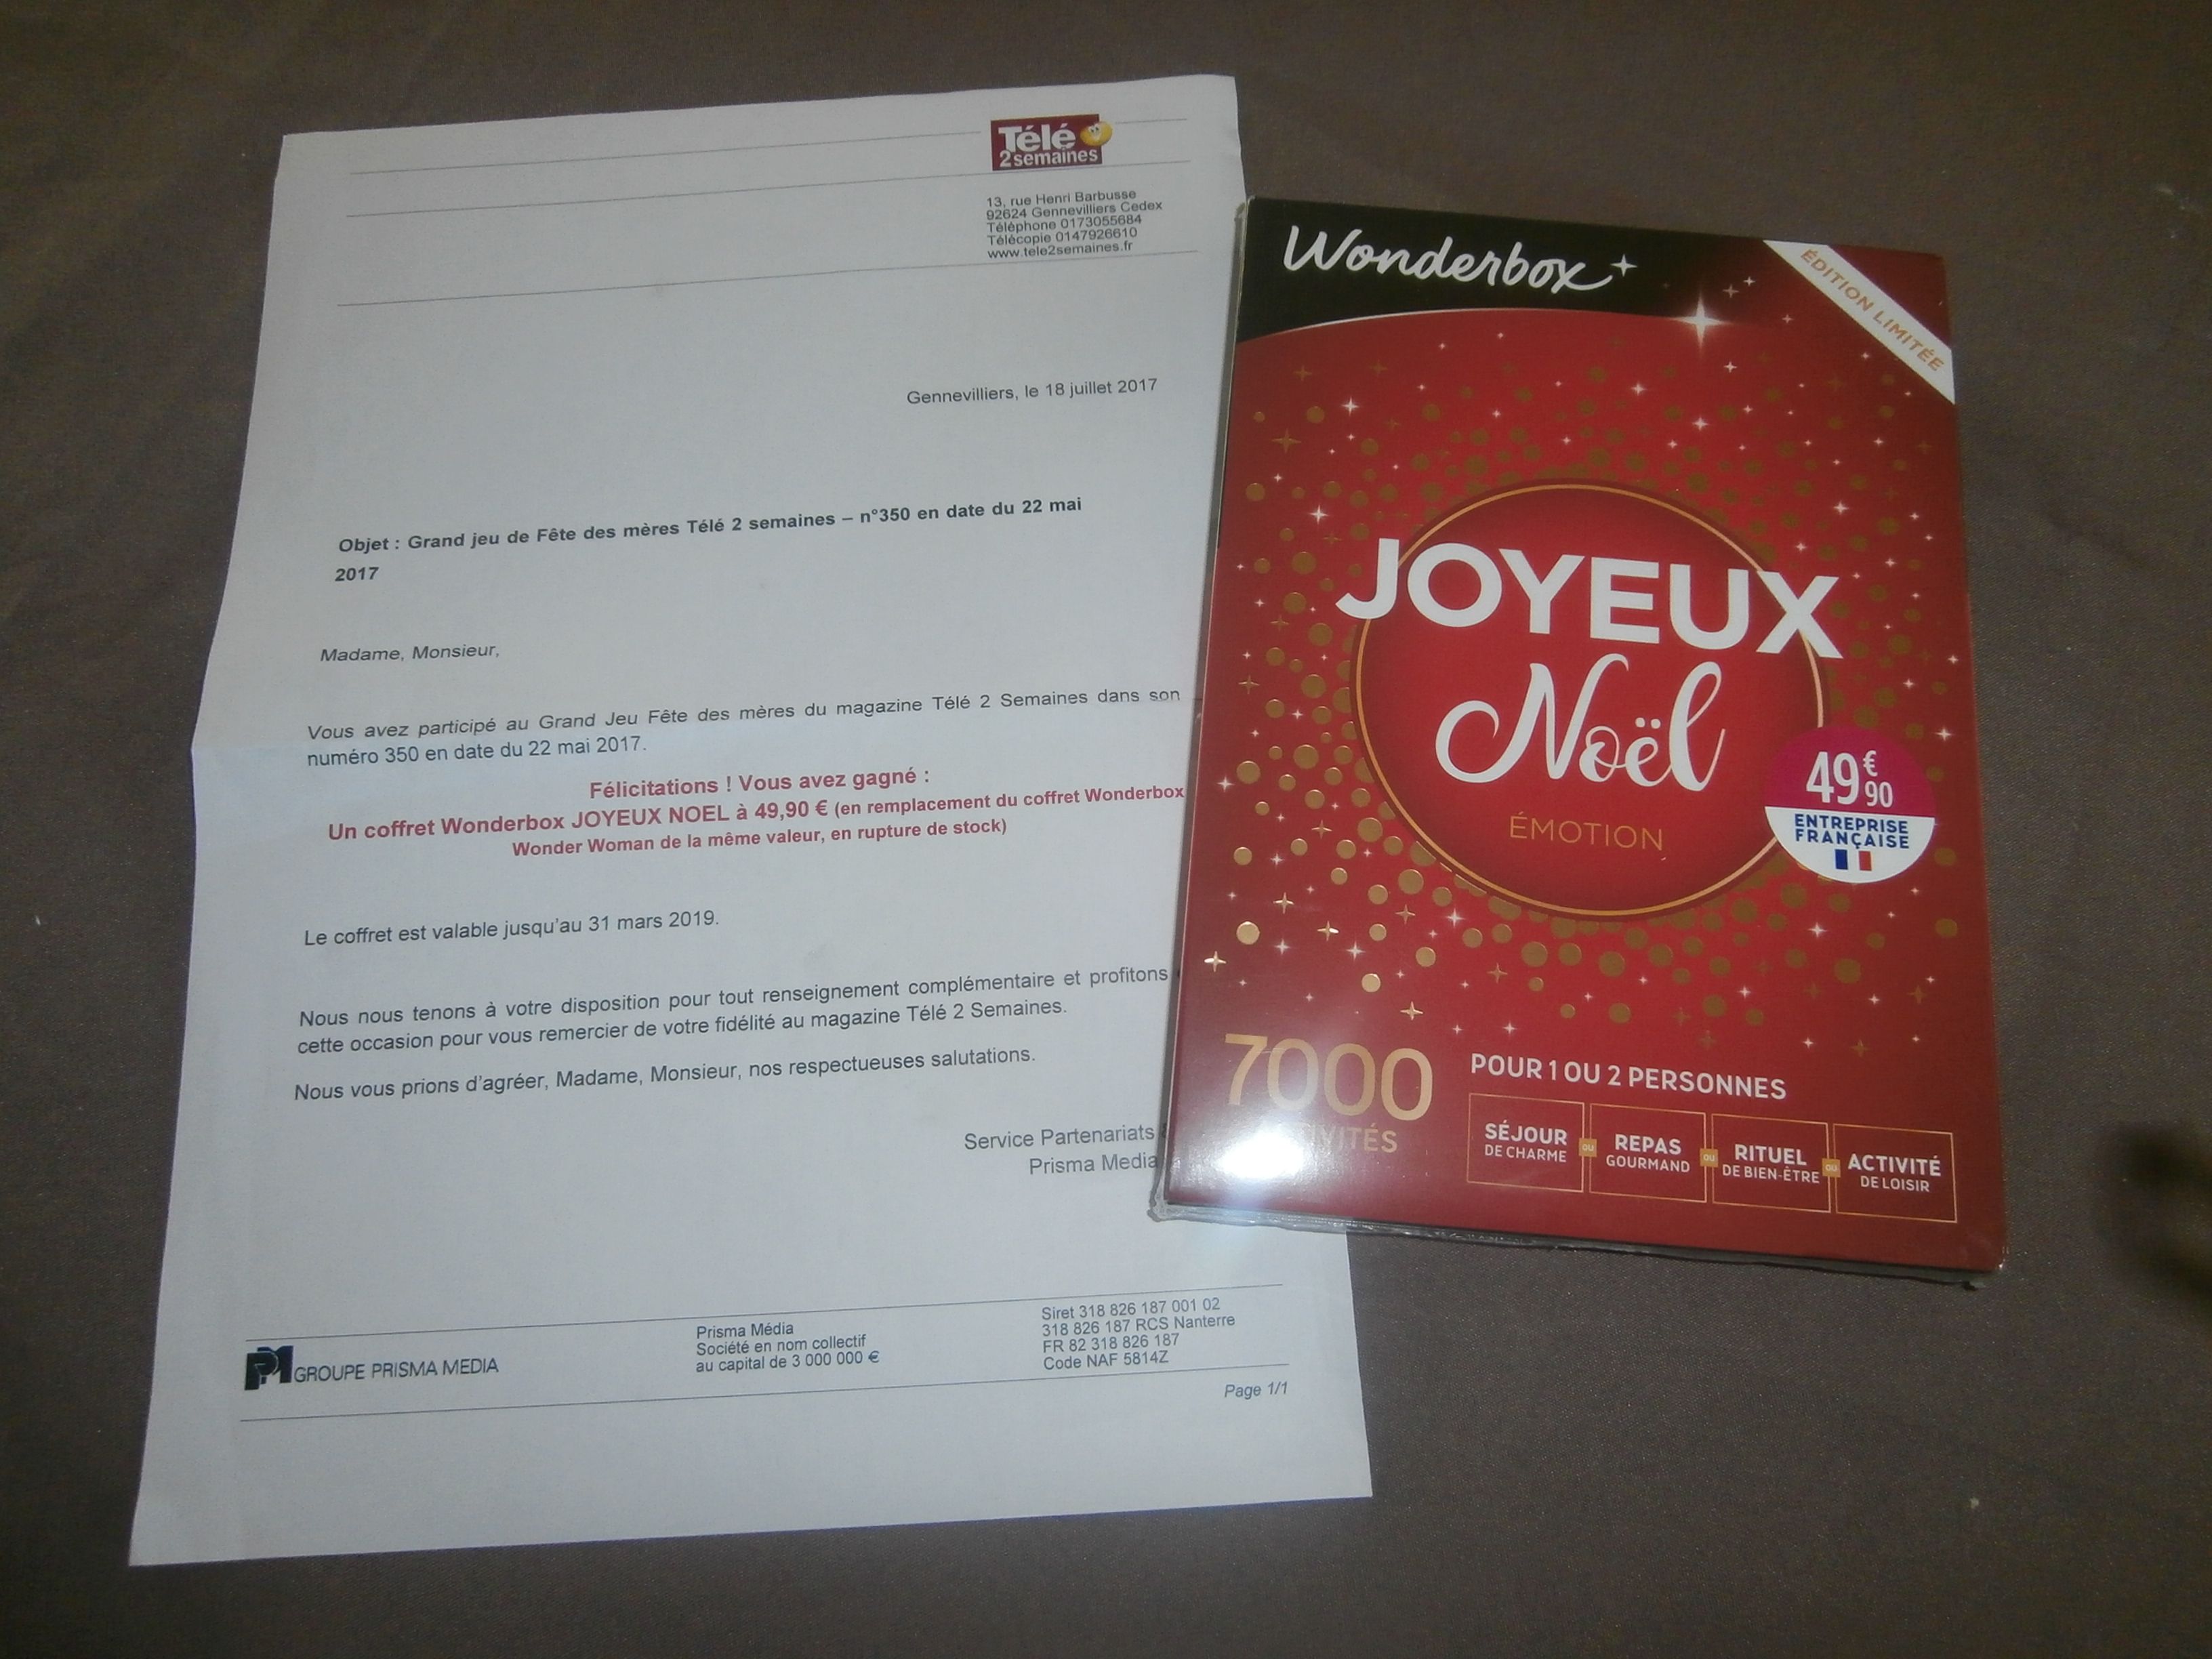 Télé
2 semaines
13, rue Henri Barbusse
92624 Gennevilliers Cedex
Téléphone 0173055684
Télécopie 0147926610
www.tele2semaines.fr
Gennevilliers, le 18 juillet 2017
Objet : Grand jeu de Fête des mères Télé 2 semaines – n°350 en date du 22 mai
2017
Madame, Monsieur,
Vous avez participé au Grand Jeu Fête des mères du magazine Télé 2 Semaines dans son
numéro 350 en date du 22 mai 2017.
Félicitations ! Vous avez gagné :
Un coffret Wonderbox JOYEUX NOEL à 49,90 € (en remplacement du coffret Wonderbox
Wonder Woman de la même valeur, en rupture de stock)
Le coffret est valable jusqu'au 31 mars 2019.
Nous nous tenons à votre disposition pour tout renseignement complémentaire et profitons
cette occasion pour vous remercier de votre fidélité au magazine Télé 2 Semaines.
Nous vous prions d'agréer, Madame, Monsieur, nos respectueuses salutations.
Service Partenariats
Prisma Media
PM GROUPE PRISMA MEDIA
Prisma Média
Société en nom collectif
au capital de 3 000 000 €
Siret 318 826 187 001 02
318 826 187 RCS Nanterre
FR 82 318 826 187
Code NAF 5814Z
Page 1/1
Wonderbox
ÉDITION LIMITÉE
JOYEUX
Noël
ÉMOTION
49€90
ENTREPRISE
FRANÇAISE
7000
POUR 1 OU 2 PERSONNES
SÉJOUR
DE CHARME
ou
REPAS
GOURMAND
ou
RITUEL
DE BIEN-ÊTRE
ou
ACTIVITÉ
DE LOISIR